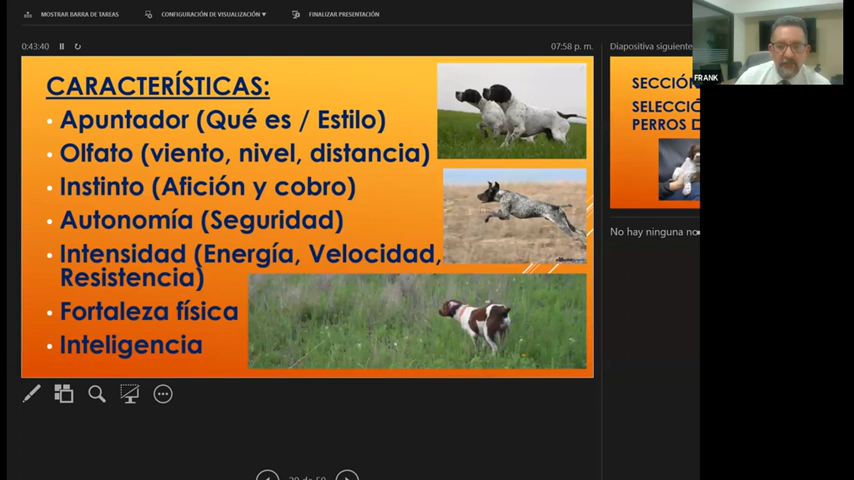 MOSTRAR BARRA DE TAREAS
CONFIGURACIÓN DE VISUALIZACIÓN ▼
FINALIZAR PRESENTACIÓN
0:43:40
07:58 p. m.
Diapositiva siguiente
FRANK
CARACTERÍSTICAS:
• Apuntador (Qué es / Estilo)
• Olfato (viento, nivel, distancia)
• Instinto (Afición y cobro)
• Autonomía (Seguridad)
• Intensidad (Energía, Velocidad,
Resistencia)
• Fortaleza física
• Inteligencia
SECCIÓN
SELECCIÓ
PERROS D
No hay ninguna no